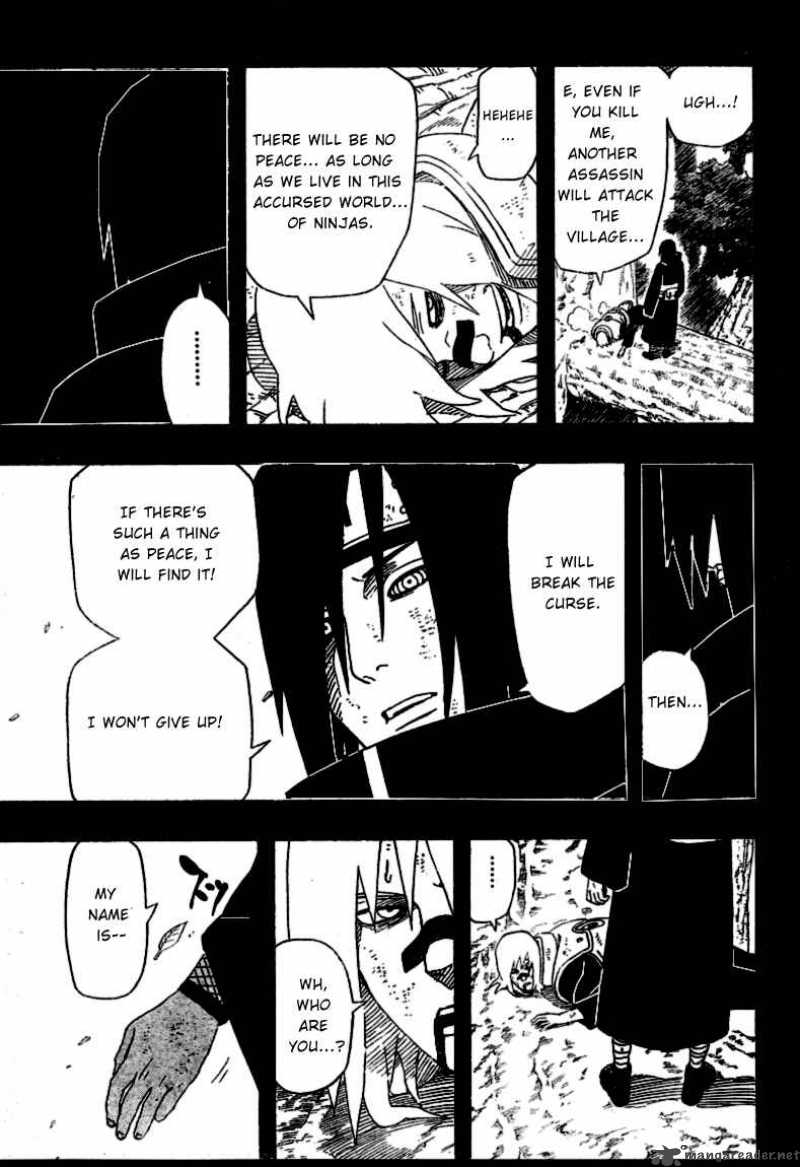 UGH...!
E, EVEN IF
YOU KILL
ME,
ANOTHER
ASSASSIN
WILL ATTACK
THE
VILLAGE...
HEHEHE
...
THERE WILL BE NO
PEACE... AS LONG
AS WE LIVE IN THIS
ACCURSED WORLD...
OF NINJAS.
........
THEN...
I WILL
BREAK THE
CURSE.
IF THERE'S
SUCH A THING
AS PEACE, I
WILL FIND IT!
I WON'T GIVE UP!
......
WH,
WHO
ARE
YOU...?
ドッ
MY
NAME
IS--
mangareader.net